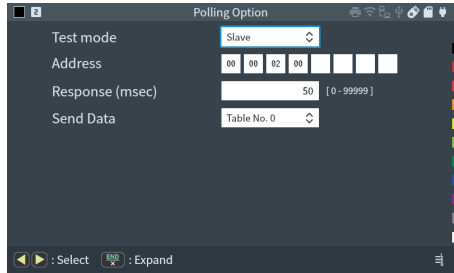 2 Polling Option
Test mode Slave
Address 00 00 02 00
Response (msec) 50 [ 0 - 99999 ]
Send Data Table No. 0
: Select END X : Expand